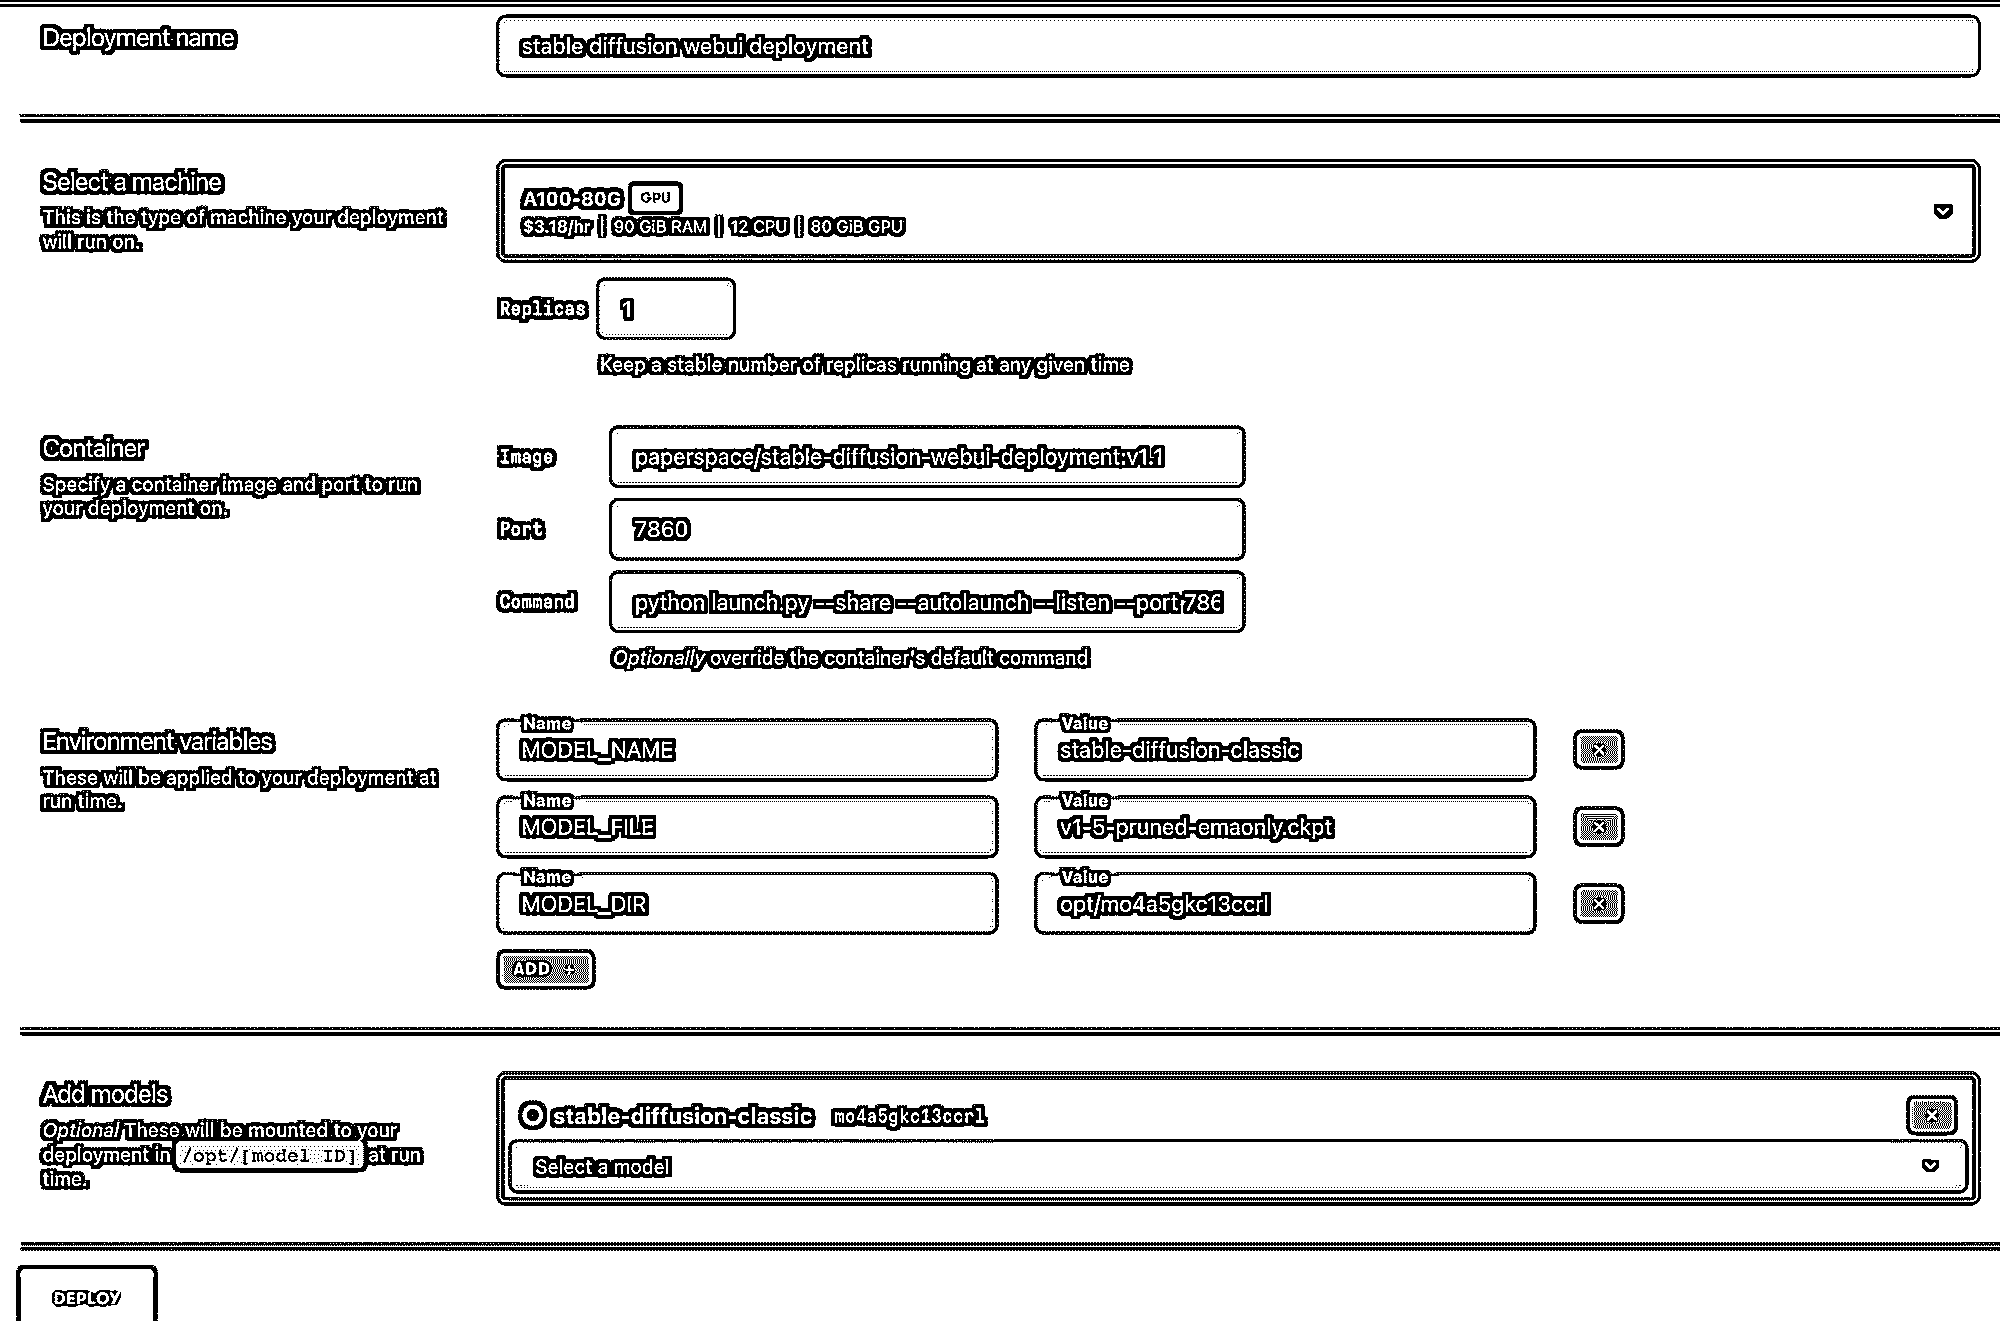 Deployment name
stable diffusion webui deployment
Select a machine
This is the type of machine your deployment
will run on.
A100-80G GPU
$3.18/hr | 90 GiB RAM | 12 CPU | 80 GiB GPU
Replicas 1
Keep a stable number of replicas running at any given time
Container
Specify a container image and port to run
your deployment on.
Image paperspace/stable-diffusion-webui-deployment:v1.1
Port 7860
Command python launch.py --share --autolaunch --listen --port 786
Optionally override the container's default command
Environment variables
These will be applied to your deployment at
run time.
Name Value
MODEL_NAME stable-diffusion-classic
Name Value
MODEL_FILE v1-5-pruned-emaonly.ckpt
Name Value
MODEL_DIR opt/mo4a5gkc13ccrl
ADD +
Add models
Optional These will be mounted to your
deployment in /opt/[model ID] at run
time.
stable-diffusion-classic mo4a5gkc13ccrl
Select a model
DEPLOY